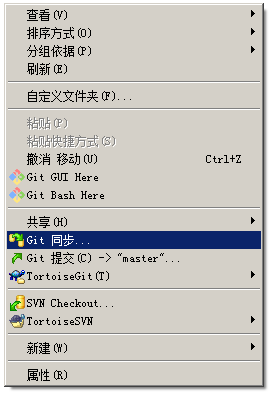 查看(V)
排序方式(O)
分组依据(P)
刷新(E)
自定义文件夹(F)...
粘贴(P)
粘贴快捷方式(S)
撤消 移动(U) Ctrl+Z
Git GUI Here
Git Bash Here
共享(H)
Git 同步...
Git 提交(C) -> "master"...
TortoiseGit(T)
SVN Checkout...
TortoiseSVN
新建(W)
属性(R)